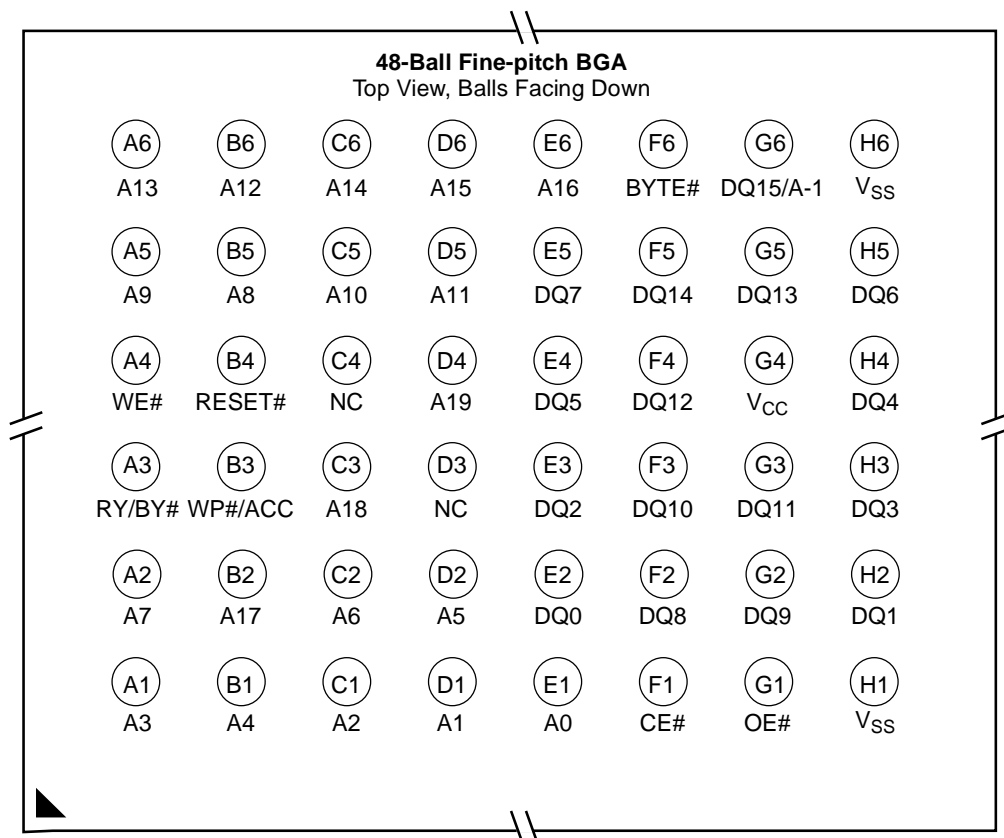 48-Ball Fine-pitch BGA
Top View, Balls Facing Down
A6 B6 C6 D6 E6 F6 G6 H6
A13 A12 A14 A15 A16 BYTE# DQ15/A-1 VSS
A5 B5 C5 D5 E5 F5 G5 H5
A9 A8 A10 A11 DQ7 DQ14 DQ13 DQ6
A4 B4 C4 D4 E4 F4 G4 H4
WE# RESET# NC A19 DQ5 DQ12 VCC DQ4
A3 B3 C3 D3 E3 F3 G3 H3
RY/BY# WP#/ACC A18 NC DQ2 DQ10 DQ11 DQ3
A2 B2 C2 D2 E2 F2 G2 H2
A7 A17 A6 A5 DQ0 DQ8 DQ9 DQ1
A1 B1 C1 D1 E1 F1 G1 H1
A3 A4 A2 A1 A0 CE# OE# VSS